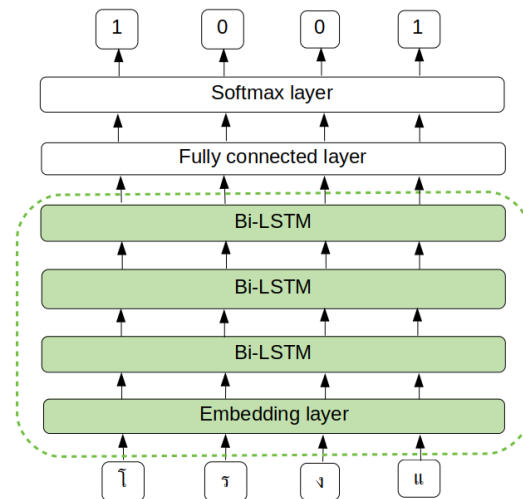 1 0 0 1
Softmax layer
Fully connected layer
Bi-LSTM
Bi-LSTM
Bi-LSTM
Embedding layer
โ ร ง แ